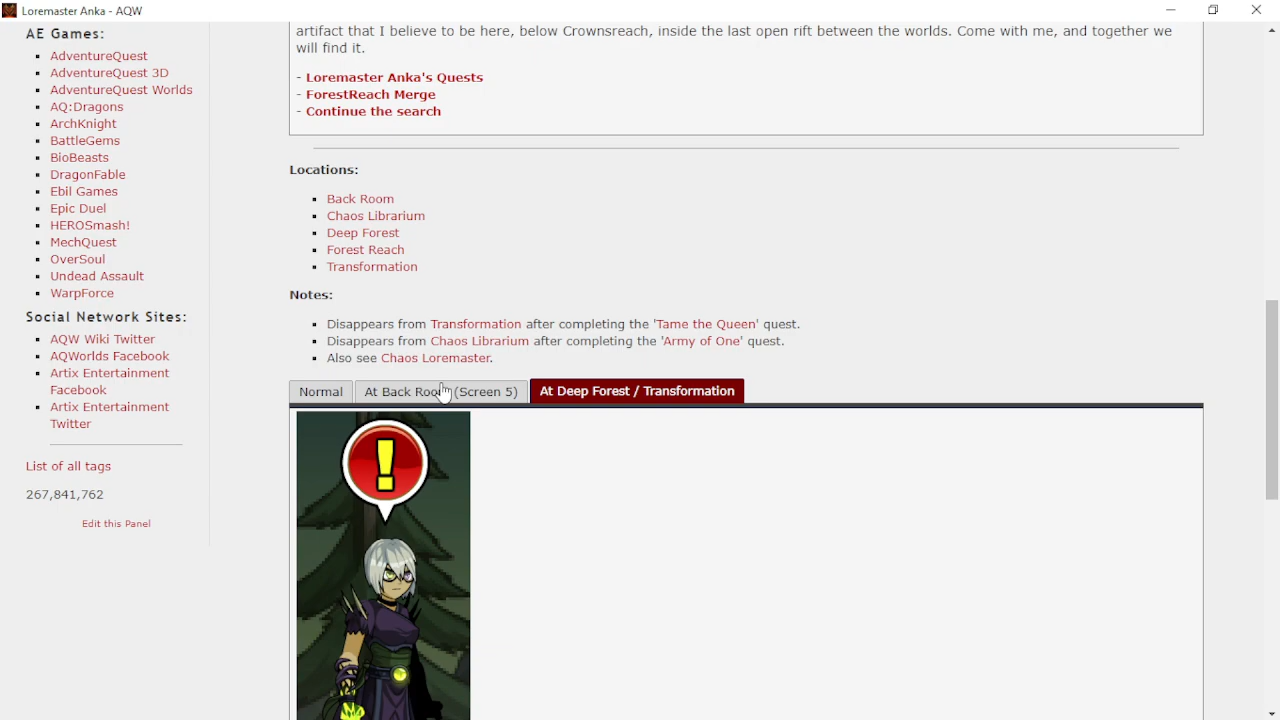 Loremaster Anka - AQW
AE Games:
AdventureQuest
AdventureQuest 3D
AdventureQuest Worlds
AQ:Dragons
ArchKnight
BattleGems
BioBeasts
DragonFable
Ebil Games
Epic Duel
HEROSmash!
MechQuest
OverSoul
Undead Assault
WarpForce
Social Network Sites:
AQW Wiki Twitter
AQWorlds Facebook
Artix Entertainment
Facebook
Artix Entertainment
Twitter
List of all tags
267,841,762
Edit this Panel
artifact that I believe to be here, below Crownsreach, inside the last open rift between the worlds. Come with me, and together we
will find it.
- Loremaster Anka's Quests
- ForestReach Merge
- Continue the search
Locations:
Back Room
Chaos Librarium
Deep Forest
Forest Reach
Transformation
Notes:
Disappears from Transformation after completing the 'Tame the Queen' quest.
Disappears from Chaos Librarium after completing the 'Army of One' quest.
Also see Chaos Loremaster.
Normal
At Back Room (Screen 5)
At Deep Forest / Transformation
!